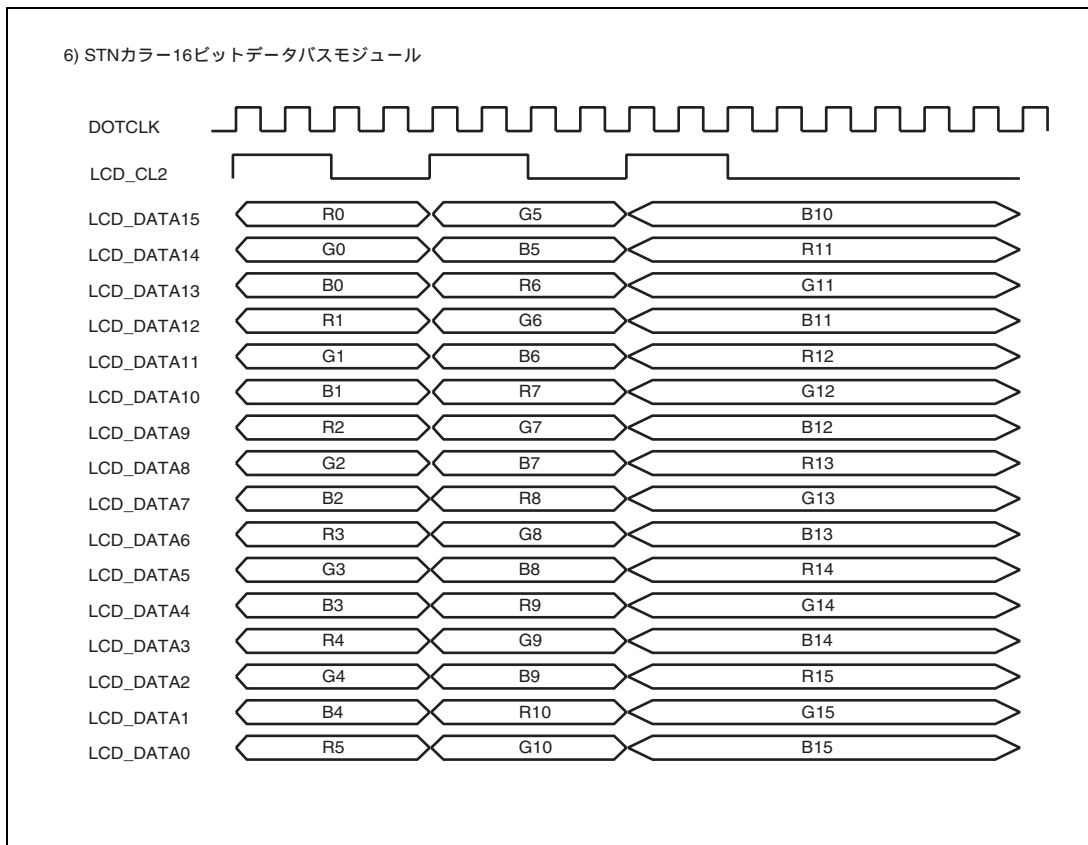 6) STNカラー16ビットデータバスモジュール
DOTCLK
LCD_CL2
LCD_DATA15 R0 G5 B10
LCD_DATA14 G0 B5 R11
LCD_DATA13 B0 R6 G11
LCD_DATA12 R1 G6 B11
LCD_DATA11 G1 B6 R12
LCD_DATA10 B1 R7 G12
LCD_DATA9 R2 G7 B12
LCD_DATA8 G2 B7 R13
LCD_DATA7 B2 R8 G13
LCD_DATA6 R3 G8 B13
LCD_DATA5 G3 B8 R14
LCD_DATA4 B3 R9 G14
LCD_DATA3 R4 G9 B14
LCD_DATA2 G4 B9 R15
LCD_DATA1 B4 R10 G15
LCD_DATA0 R5 G10 B15